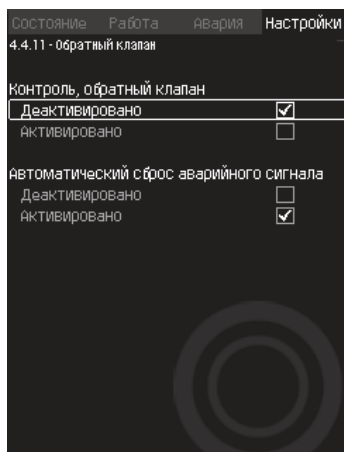 Состояние Работа Авария Настройки
4.4.11 - Обратный клапан
Контроль, обратный клапан
Деактивировано
Активировано
Автоматический сброс аварийного сигнала
Деактивировано
Активировано